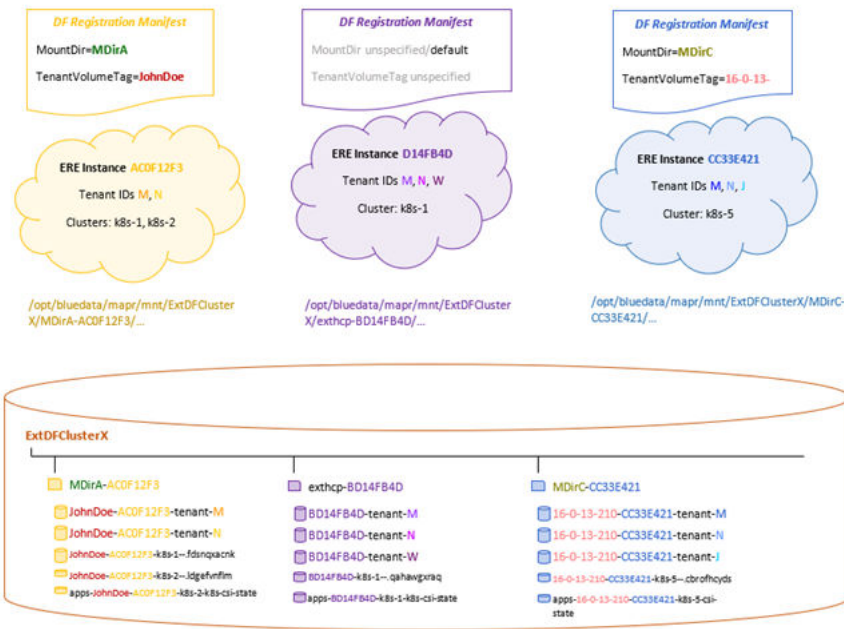 DF Registration Manifest
MountDir=MDirA
TenantVolumeTag=JohnDoe
DF Registration Manifest
MountDir unspecified/default
TenantVolumeTag unspecified
DF Registration Manifest
MountDir=MDirC
TenantVolumeTag=16-0-13-
ERE Instance AC0F12F3
Tenant IDs M, N
Clusters: k8s-1, k8s-2
ERE Instance D14FB4D
Tenant IDs M, N, W
Cluster: k8s-1
ERE Instance CC33E421
Tenant IDs M, N, J
Cluster: k8s-5
/opt/bluedata/mapr/mnt/ExtDFCluster
X/MDirA-AC0F12F3/...
/opt/bluedata/mapr/mnt/ExtDFCluster
X/exthcp-BD14FB4D/...
/opt/bluedata/mapr/mnt/ExtDFClusterX/MDirC-
CC33E421/...
ExtDFClusterX
MDirA-AC0F12F3
JohnDoe-AC0F12F3-tenant-M
JohnDoe-AC0F12F3-tenant-N
JohnDoe-AC0F12F3-k8s-1--.fdsnqxacnk
JohnDoe-AC0F12F3-k8s-2--.ldgefvnflm
apps-JohnDoe-AC0F12F3-k8s-2-k8s-csi-state
exthcp-BD14FB4D
BD14FB4D-tenant-M
BD14FB4D-tenant-N
BD14FB4D-tenant-W
BD14FB4D-k8s-1--.qahawgxraq
apps-BD14FB4D-k8s-1-k8s-csi-state
MDirC-CC33E421
16-0-13-210-CC33E421-tenant-M
16-0-13-210-CC33E421-tenant-N
16-0-13-210-CC33E421-tenant-J
16-0-13-210-CC33E421-k8s-5--.cbrofhcyds
apps-16-0-13-210-CC33E421-k8s-5-csi-
state